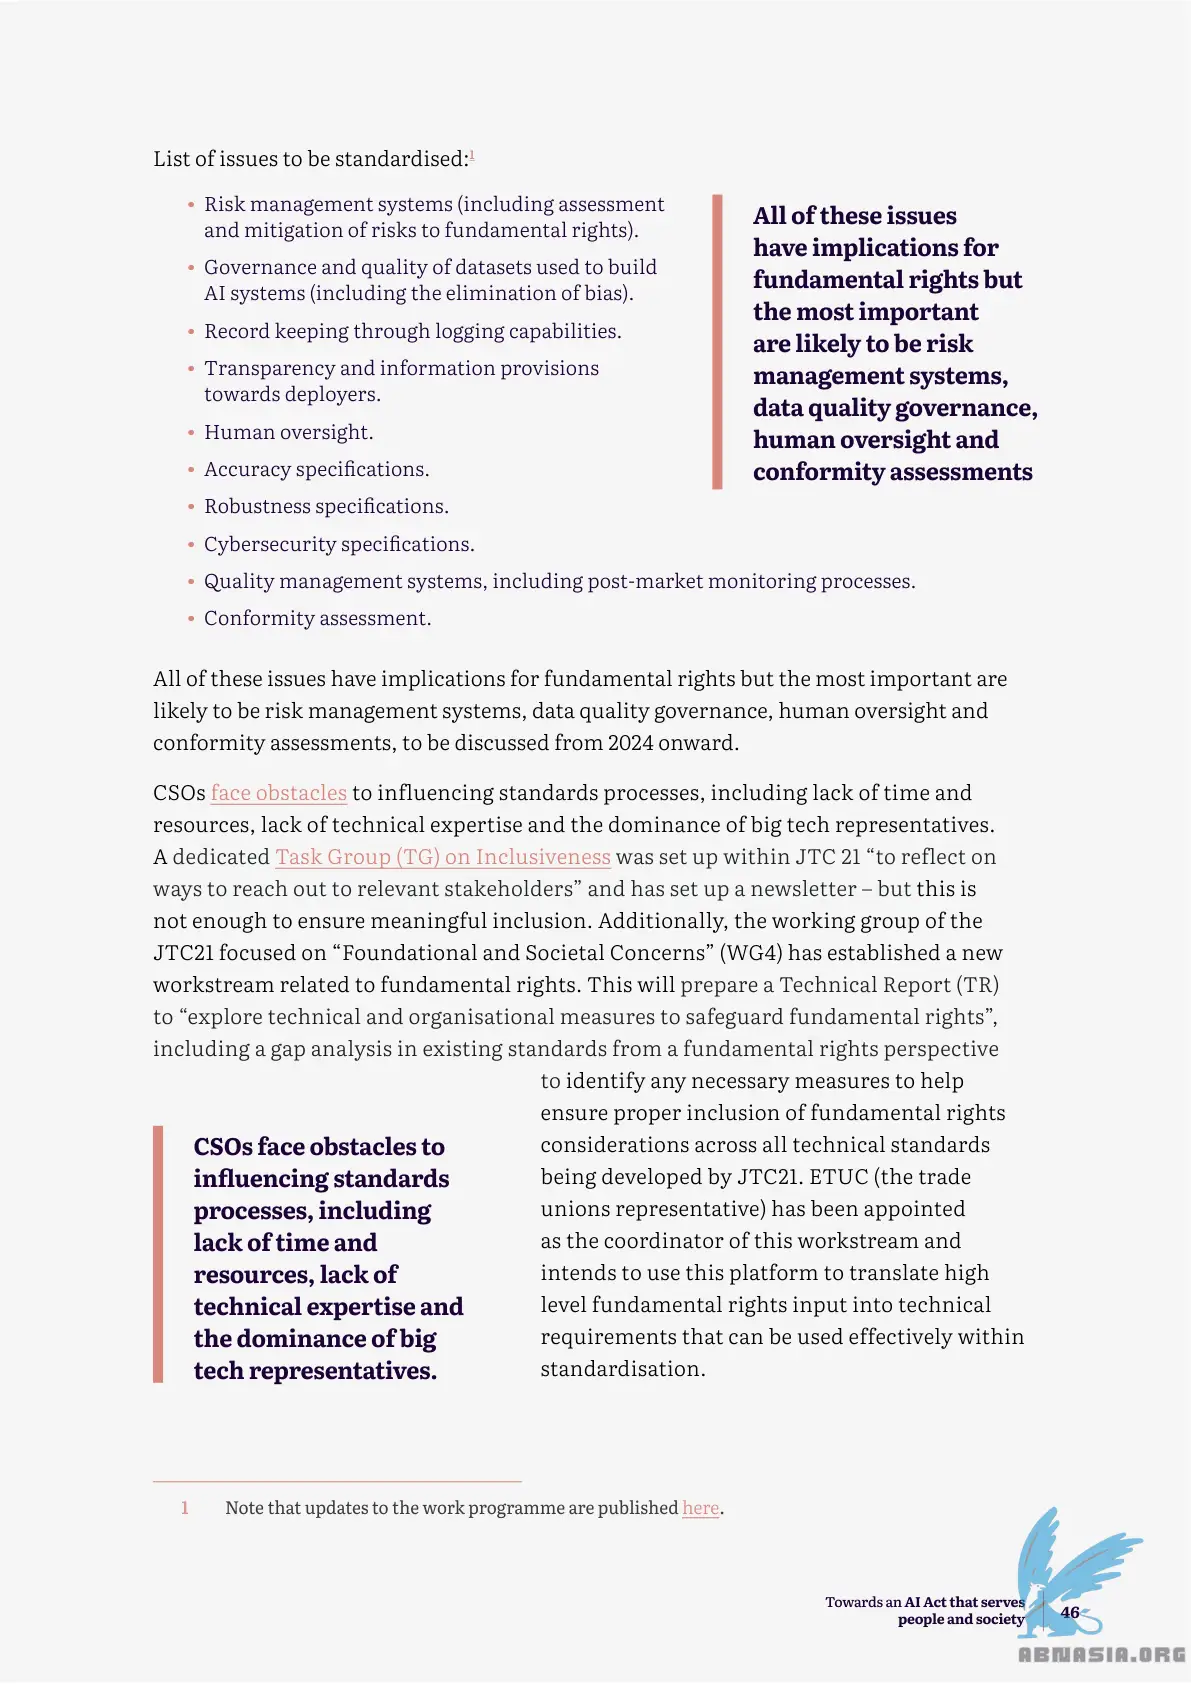 List of issues to be standardised:1
• Risk management systems (including assessment
and mitigation of risks to fundamental rights).
• Governance and quality of datasets used to build
AI systems (including the elimination of bias).
• Record keeping through logging capabilities.
• Transparency and information provisions
towards deployers.
• Human oversight.
• Accuracy specifications.
• Robustness specifications.
• Cybersecurity specifications.
• Quality management systems, including post-market monitoring processes.
• Conformity assessment.
All of these issues
have implications for
fundamental rights but
the most important
are likely to be risk
management systems,
data quality governance,
human oversight and
conformity assessments
All of these issues have implications for fundamental rights but the most important are
likely to be risk management systems, data quality governance, human oversight and
conformity assessments, to be discussed from 2024 onward.
CSOs face obstacles to influencing standards processes, including lack of time and
resources, lack of technical expertise and the dominance of big tech representatives.
A dedicated Task Group (TG) on Inclusiveness was set up within JTC 21 “to reflect on
ways to reach out to relevant stakeholders” and has set up a newsletter – but this is
not enough to ensure meaningful inclusion. Additionally, the working group of the
JTC21 focused on “Foundational and Societal Concerns” (WG4) has established a new
workstream related to fundamental rights. This will prepare a Technical Report (TR)
to “explore technical and organisational measures to safeguard fundamental rights”,
including a gap analysis in existing standards from a fundamental rights perspective
to identify any necessary measures to help
ensure proper inclusion of fundamental rights
considerations across all technical standards
being developed by JTC21. ETUC (the trade
unions representative) has been appointed
as the coordinator of this workstream and
intends to use this platform to translate high
level fundamental rights input into technical
requirements that can be used effectively within
standardisation.
CSOs face obstacles to
influencing standards
processes, including
lack of time and
resources, lack of
technical expertise and
the dominance of big
tech representatives.
1 Note that updates to the work programme are published here.
Towards an AI Act that serves
people and society
46
ABNASIA.ORG